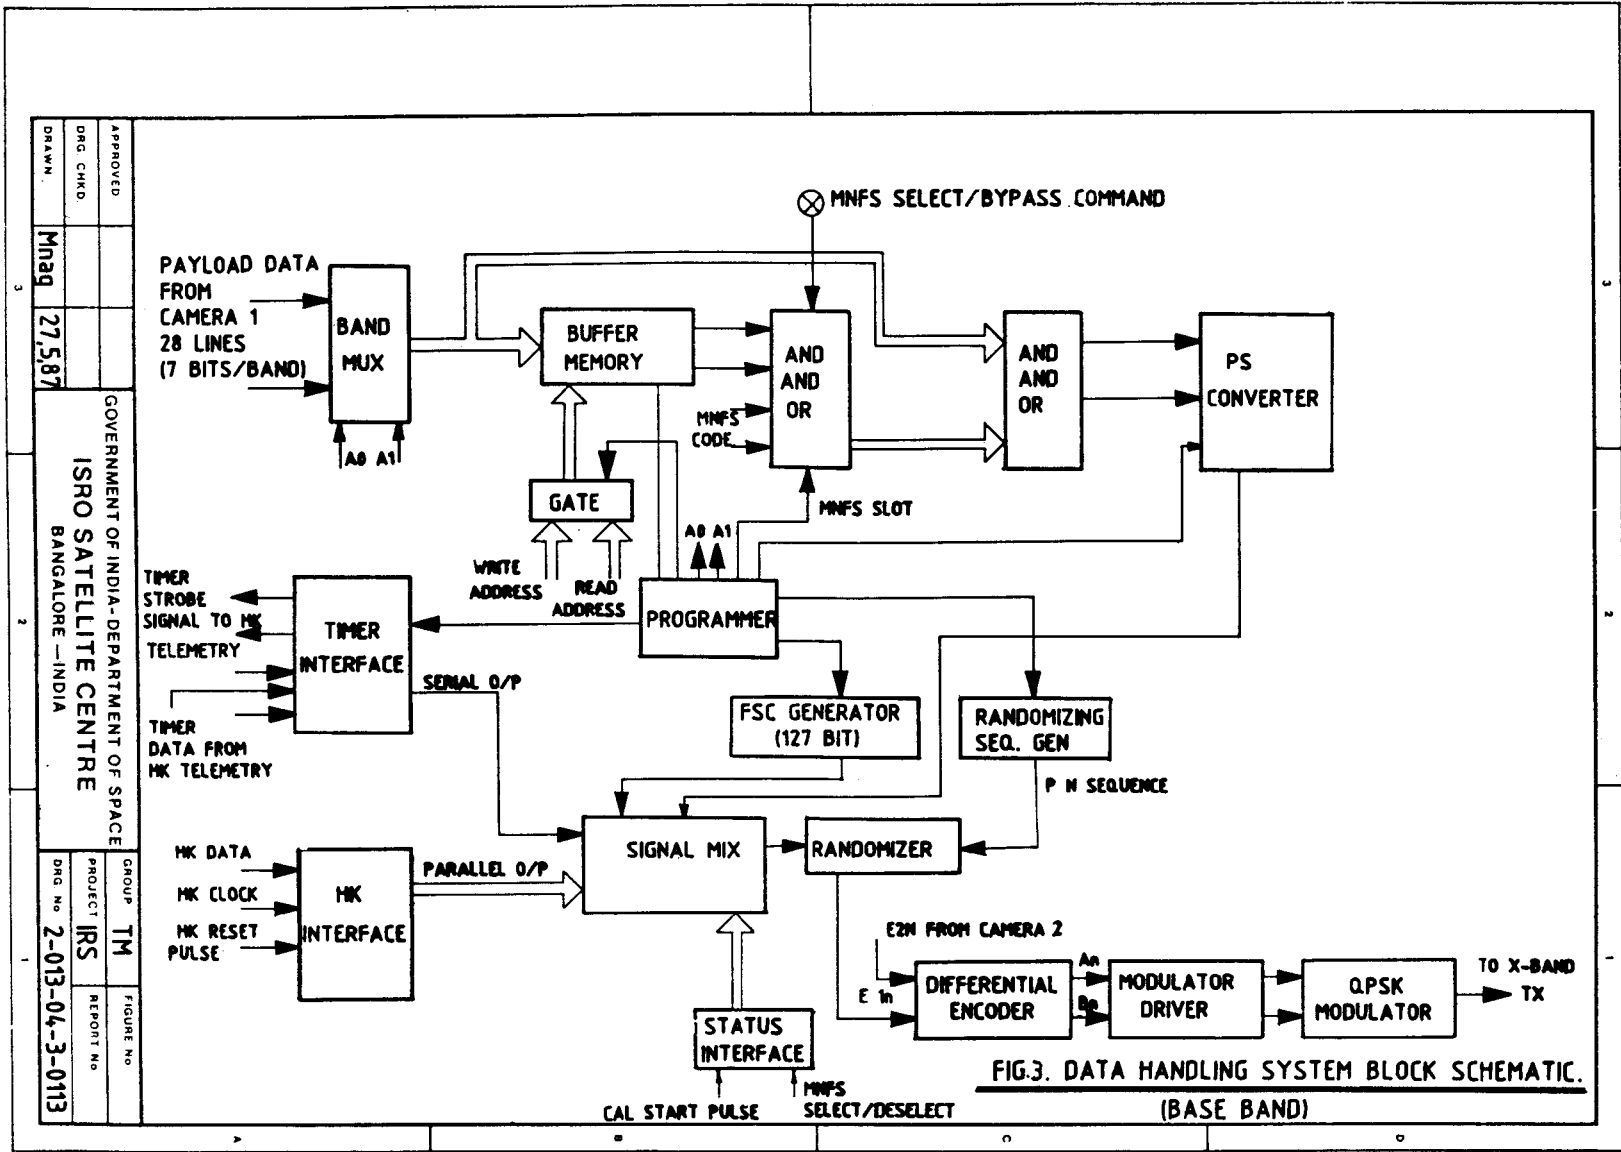 MNFS SELECT/BYPASS COMMAND
PAYLOAD DATA
FROM
CAMERA 1
28 LINES
(7 BITS/BAND)
BAND
MUX
A0 A1
BUFFER
MEMORY
AND
AND
OR
MNFS
CODE
AND
AND
OR
PS
CONVERTER
GATE
MNFS SLOT
A0 A1
WRITE
ADDRESS
READ
ADDRESS
PROGRAMMER
TIMER
STROBE
SIGNAL TO HK
TELEMETRY
TIMER
INTERFACE
SERIAL O/P
TIMER
DATA FROM
HK TELEMETRY
FSC GENERATOR
(127 BIT)
RANDOMIZING
SEQ. GEN
P N SEQUENCE
SIGNAL MIX
RANDOMIZER
HK DATA
HK CLOCK
HK RESET
PULSE
HK
INTERFACE
PARALLEL O/P
E2N FROM CAMERA 2
E 1n
DIFFERENTIAL
ENCODER
An
Bn
MODULATOR
DRIVER
QPSK
MODULATOR
TO X-BAND
TX
STATUS
INTERFACE
CAL START PULSE
MNFS
SELECT/DESELECT
FIG.3. DATA HANDLING SYSTEM BLOCK SCHEMATIC.
(BASE BAND)
APPROVED
DRG. CHKD.
DRAWN. Mnag 27,5,87
GOVERNMENT OF INDIA-DEPARTMENT OF SPACE
ISRO SATELLITE CENTRE
BANGALORE—INDIA
GROUP TM
FIGURE No
PROJECT IRS
REPORT No
DRG. No 2-013-04-3-0113
3
2
1
3
2
1
A
B
C
D